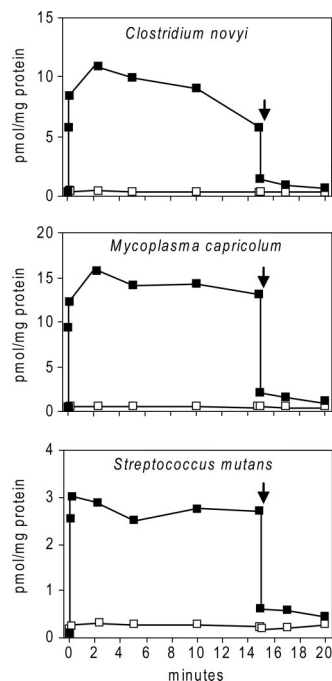 15
Clostridium novyi
10
5
0
pmol/mg protein
20
Mycoplasma capricolum
15
10
5
0
pmol/mg protein
4
Streptococcus mutans
3
2
1
0
pmol/mg protein
0 2 4 6 8 10 12 14 16 18 20
minutes